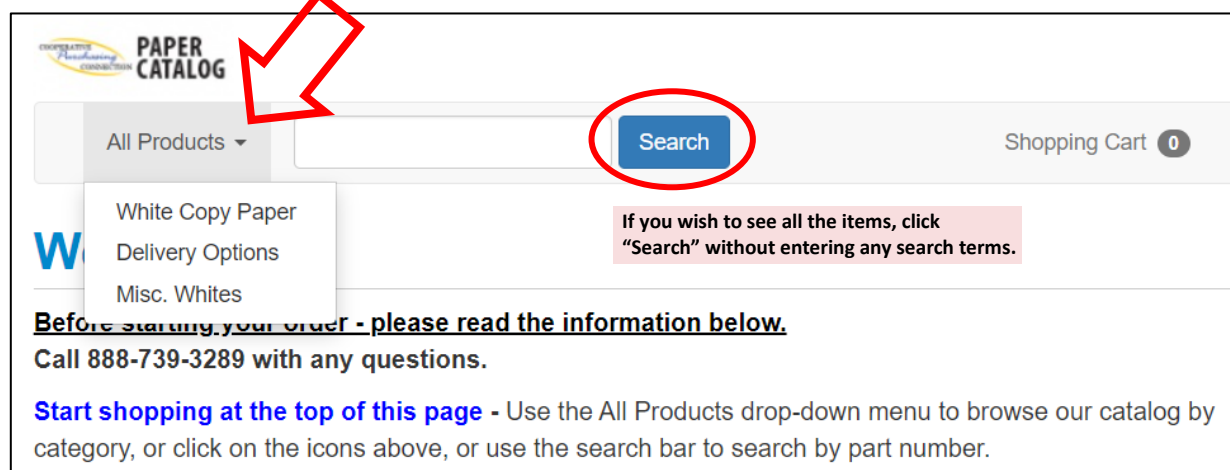 COOPERATIVE
Purchasing
CONNECTION
PAPER
CATALOG
All Products
Search
Shopping Cart 0
White Copy Paper
Delivery Options
Misc. Whites
If you wish to see all the items, click
“Search” without entering any search terms.
W
Before starting your order - please read the information below.
Call 888-739-3289 with any questions.
Start shopping at the top of this page - Use the All Products drop-down menu to browse our catalog by
category, or click on the icons above, or use the search bar to search by part number.